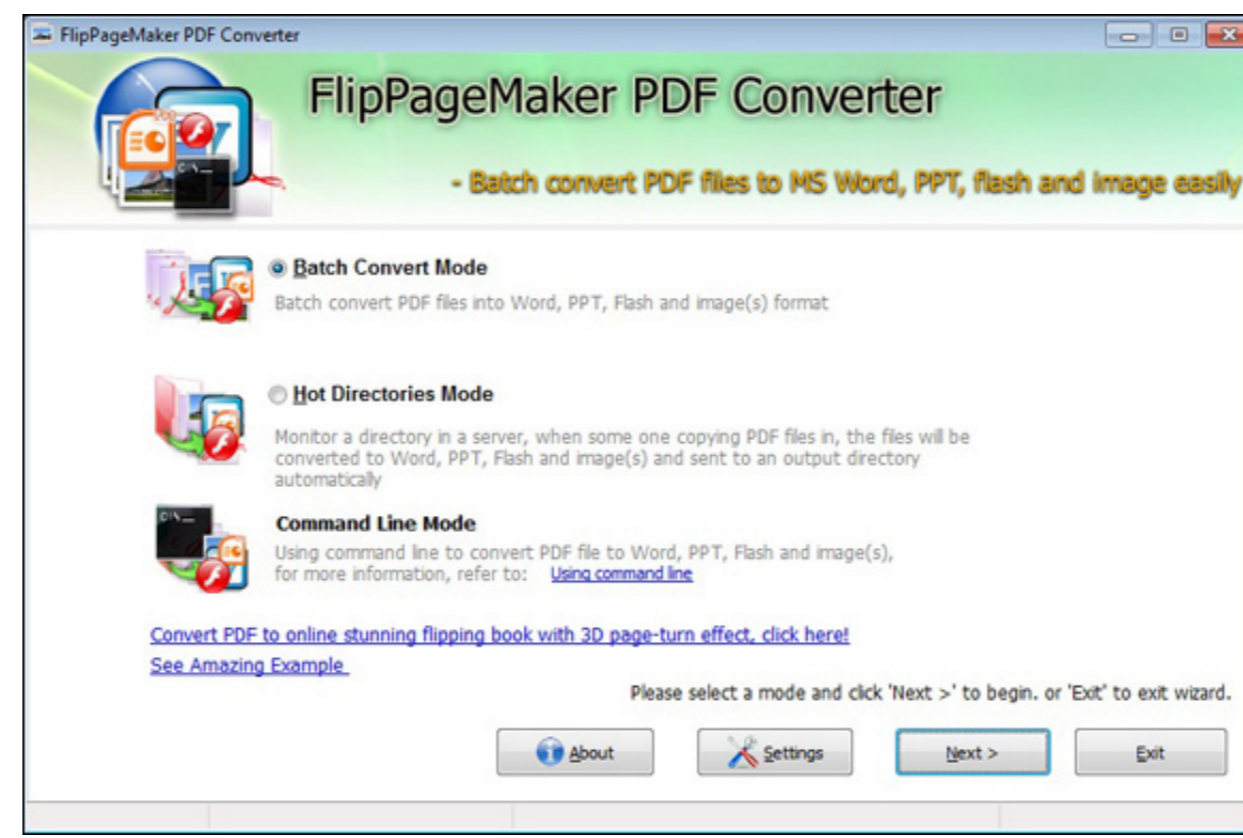 FlipPageMaker PDF Converter
FlipPageMaker PDF Converter
- Batch convert PDF files to MS Word, PPT, flash and image easily
Batch Convert Mode
Batch convert PDF files into Word, PPT, Flash and image(s) format
Hot Directories Mode
Monitor a directory in a server, when some one copying PDF files in, the files will be
converted to Word, PPT, Flash and image(s) and sent to an output directory
automatically
C:\_
Command Line Mode
Using command line to convert PDF file to Word, PPT, Flash and image(s),
for more information, refer to: Using command line
Convert PDF to online stunning flipping book with 3D page-turn effect, click here!
See Amazing Example
Please select a mode and click 'Next >' to begin. or 'Exit' to exit wizard.
About Settings Next > Exit